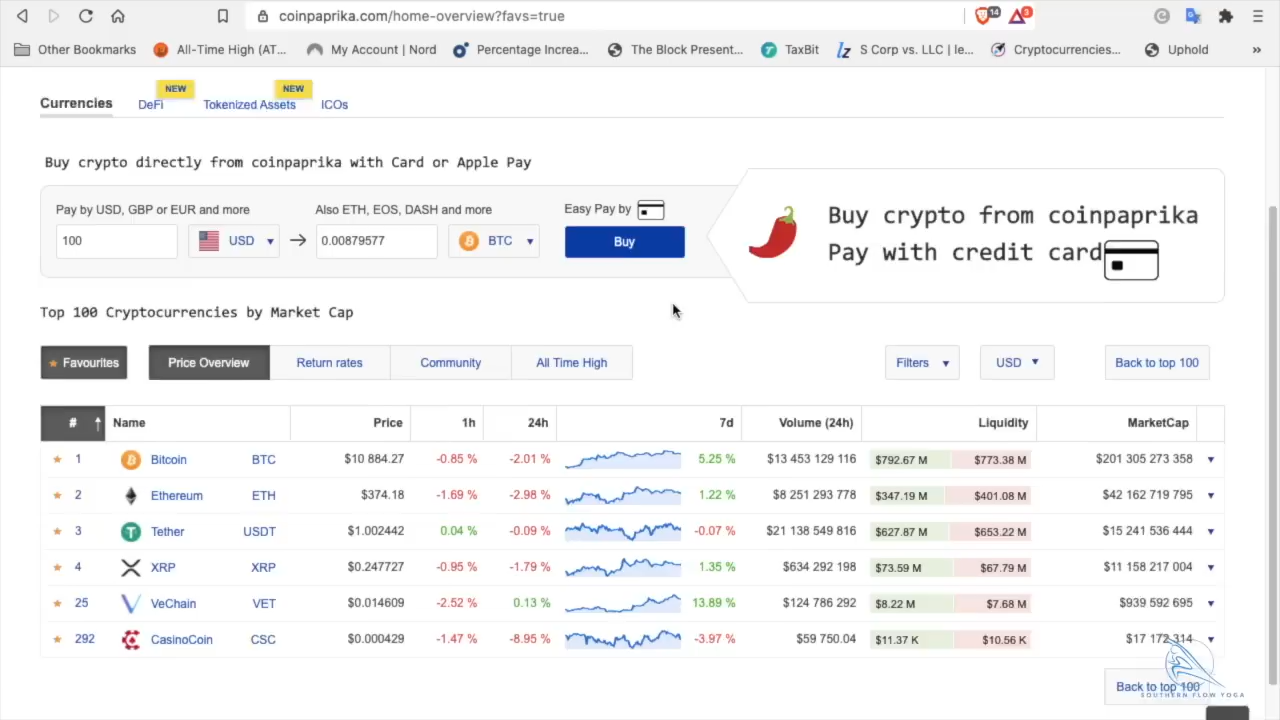 coinpaprika.com/home-overview?favs=true
14
3
Other Bookmarks
All-Time High (AT...
My Account | Nord
Percentage Increa...
The Block Present...
TaxBit
lz
S Corp vs. LLC | le...
Cryptocurrencies...
Uphold
»
NEW
NEW
Currencies
DeFi
Tokenized Assets
ICOs
Buy crypto directly from coinpaprika with Card or Apple Pay
Pay by USD, GBP or EUR and more
Also ETH, EOS, DASH and more
Easy Pay by
100
USD
0.00879577
BTC
Buy
Buy crypto from coinpaprika
Pay with credit card
Top 100 Cryptocurrencies by Market Cap
Favourites
Price Overview
Return rates
Community
All Time High
Filters
USD
Back to top 100
# Name Price 1h 24h 7d Volume (24h) Liquidity MarketCap
1 Bitcoin BTC $10 884.27 -0.85 % -2.01 % 5.25 % $13 453 129 116 $792.67 M $773.38 M $201 305 273 358
2 Ethereum ETH $374.18 -1.69 % -2.98 % 1.22 % $8 251 293 778 $347.19 M $401.08 M $42 162 719 795
3 Tether USDT $1.002442 0.04 % -0.09 % -0.07 % $21 138 549 816 $627.87 M $653.22 M $15 241 536 444
4 XRP XRP $0.247727 -0.95 % -1.79 % 1.35 % $634 292 198 $73.59 M $67.79 M $11 158 217 004
25 VeChain VET $0.014609 -2.52 % 0.13 % 13.89 % $124 786 292 $8.22 M $7.68 M $939 592 695
292 CasinoCoin CSC $0.000429 -1.47 % -8.95 % -3.97 % $59 750.04 $11.37 K $10.56 K $17 172 314
Back to top 100
SOUTHERN FLOW YOGA